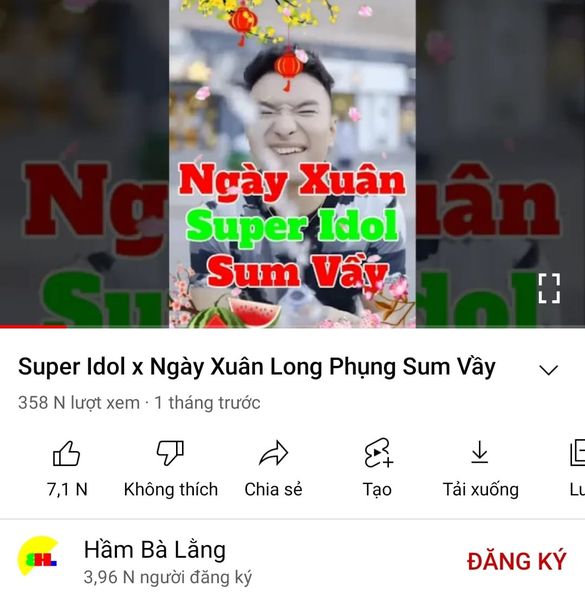 Ngày Xuân
Super Idol
Sum Vầy
Super Idol x Ngày Xuân Long Phụng Sum Vầy
358 N lượt xem · 1 tháng trước
7,1 N
Không thích
Chia sẻ
Tạo
Tải xuống
Lu
HL
Hầm Bà Lằng
3,96 N người đăng ký
ĐĂNG KÝ